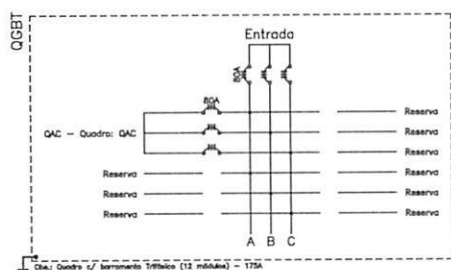 QGBT
Entrada
80A
80A
Reserva
QAC - Quadro: QAC
Reserva
Reserva
Reserva
Reserva
Reserva
Reserva
Reserva
Reserva
A B C
Obs.: Quadro c/ barramento Trifásico (12 módulos) - 175A